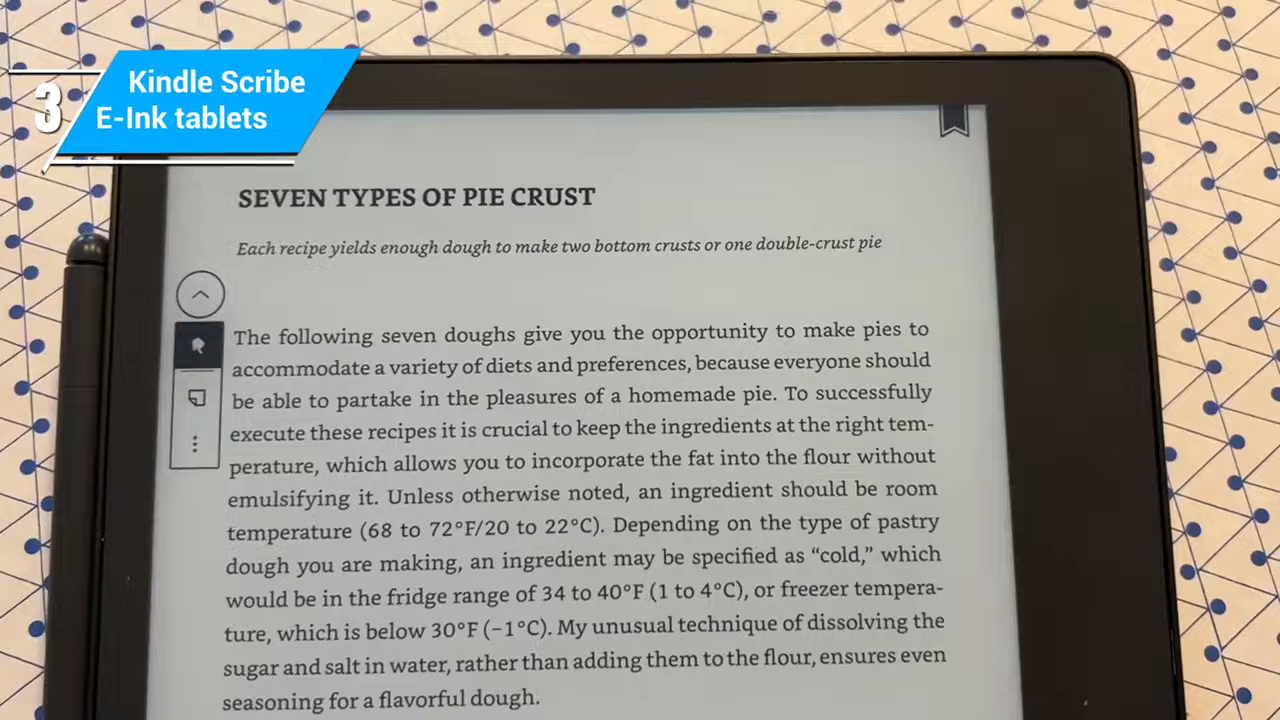 3
Kindle Scribe
E-Ink tablets
SEVEN TYPES OF PIE CRUST
Each recipe yields enough dough to make two bottom crusts or one double-crust pie
The following seven doughs give you the opportunity to make pies to
accommodate a variety of diets and preferences, because everyone should
be able to partake in the pleasures of a homemade pie. To successfully
execute these recipes it is crucial to keep the ingredients at the right tem-
perature, which allows you to incorporate the fat into the flour without
emulsifying it. Unless otherwise noted, an ingredient should be room
temperature (68 to 72°F/20 to 22°C). Depending on the type of pastry
dough you are making, an ingredient may be specified as “cold,” which
would be in the fridge range of 34 to 40°F (1 to 4°C), or freezer tempera-
ture, which is below 30°F (−1°C). My unusual technique of dissolving the
sugar and salt in water, rather than adding them to the flour, ensures even
seasoning for a flavorful dough.